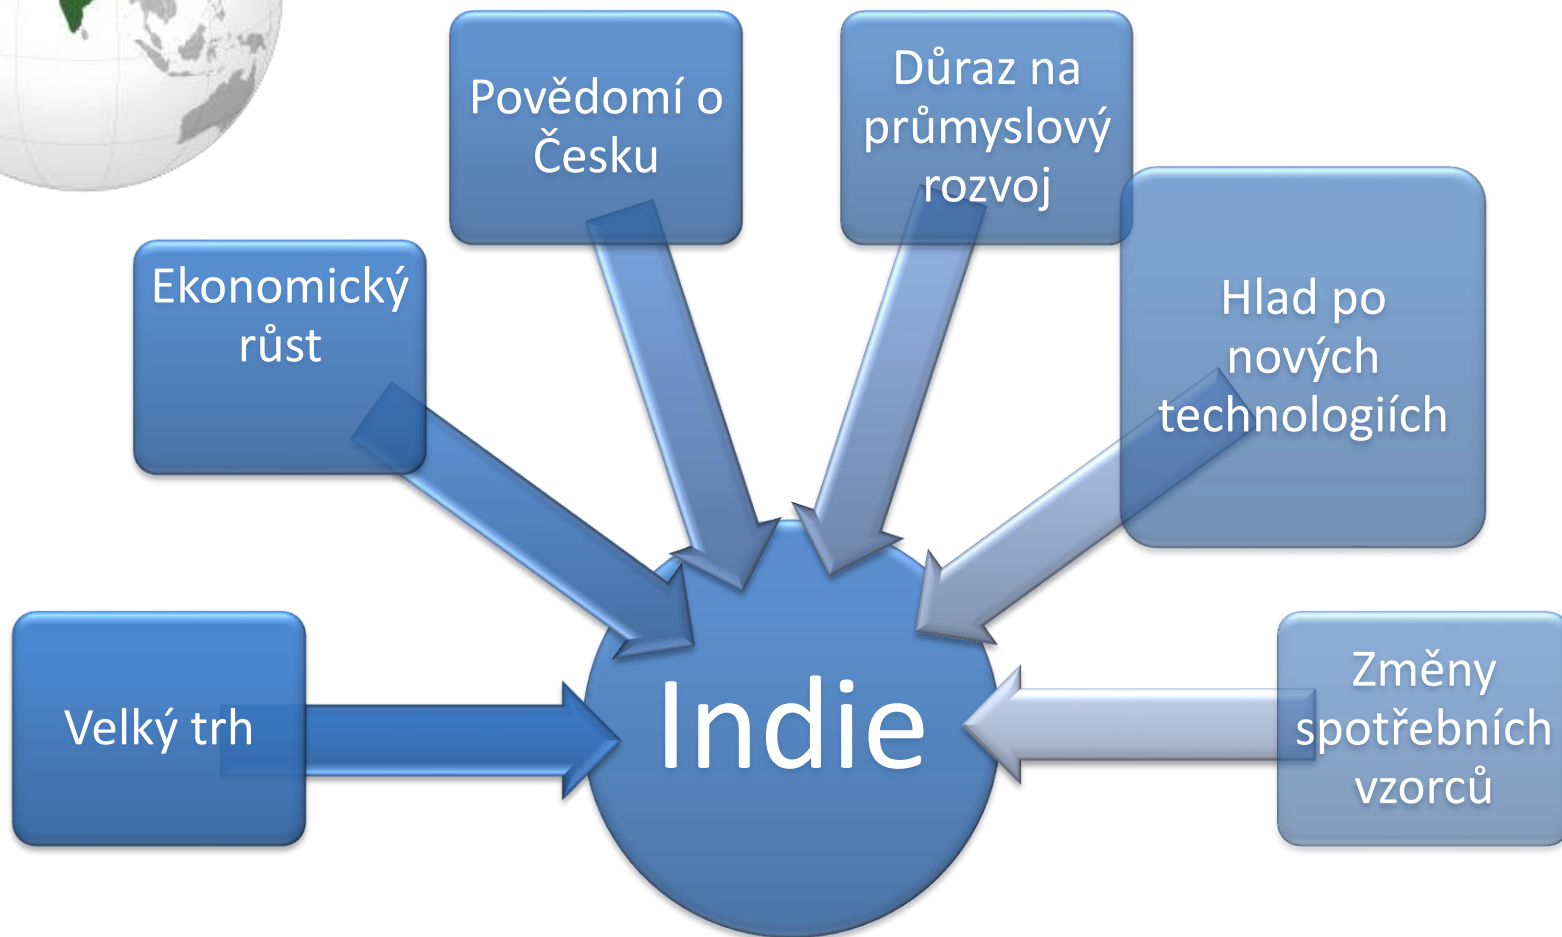 Povědomí o
Česku
Důraz na
průmyslový
rozvoj
Ekonomický
růst
Hlad po
nových
technologiích
Velký trh
Indie
Změny
spotřebních
vzorců